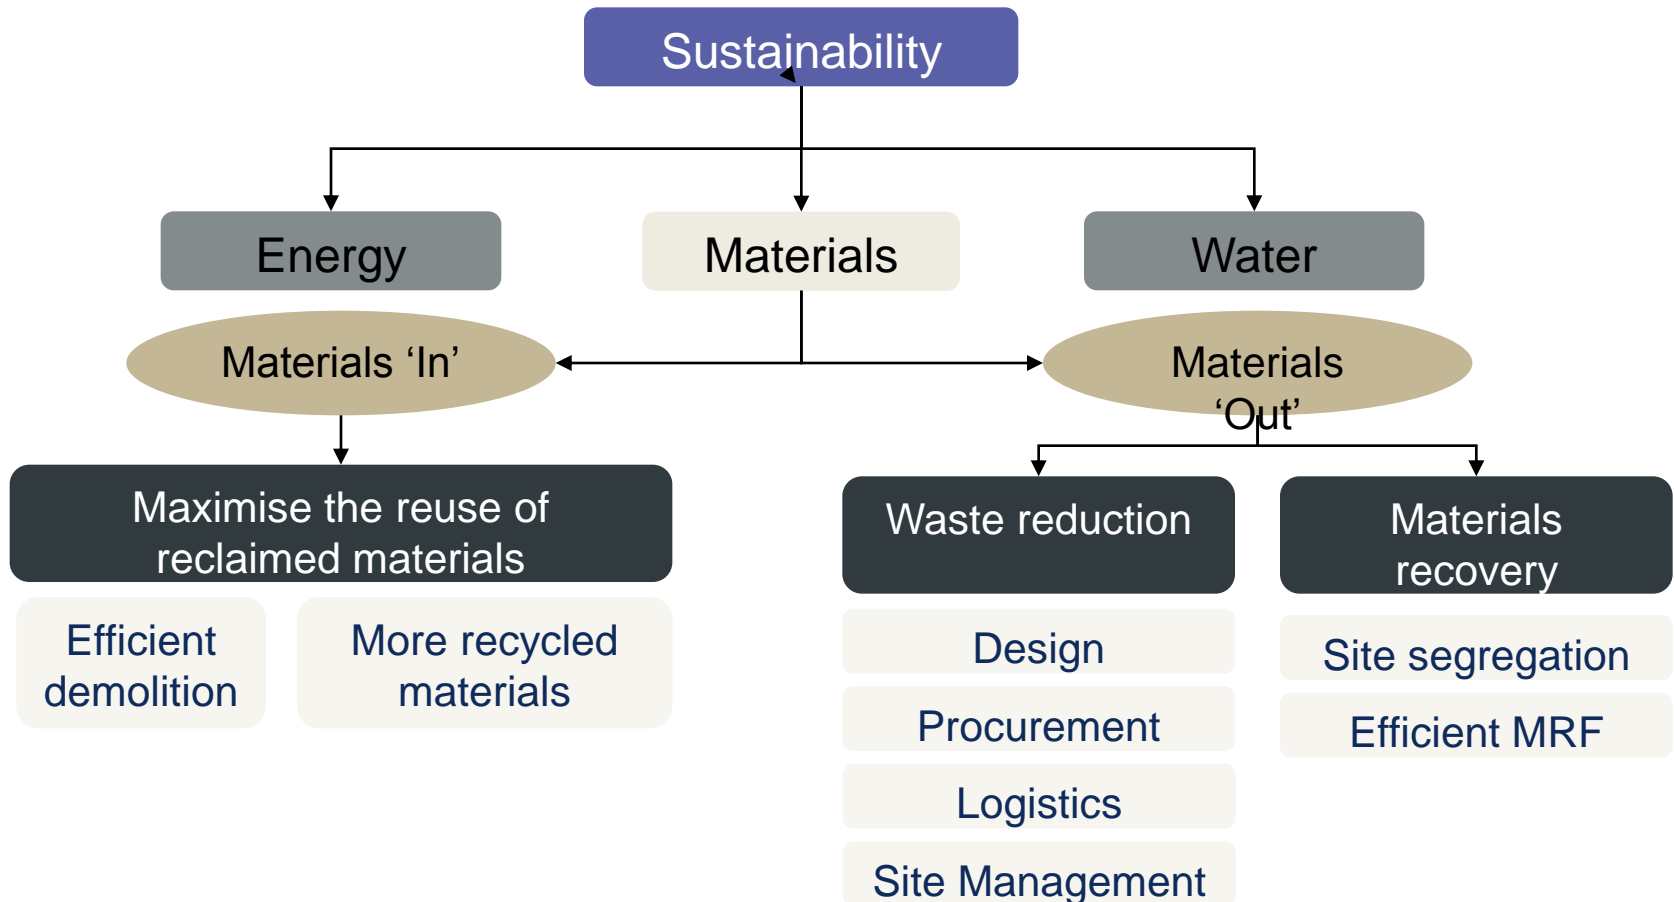 Sustainability
Energy
Materials
Water
Materials ‘In’
Materials
‘Out’
Maximise the reuse of
reclaimed materials
Efficient
demolition
More recycled
materials
Waste reduction
Design
Procurement
Logistics
Site Management
Materials
recovery
Site segregation
Efficient MRF